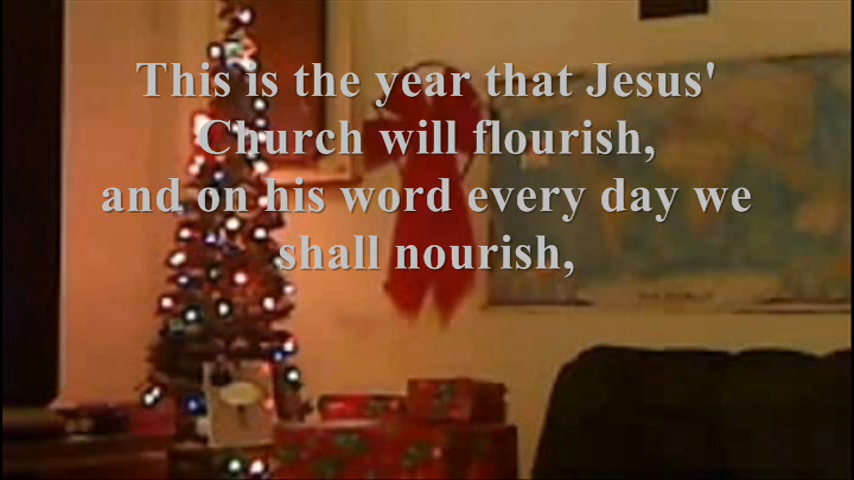 This is the year that Jesus'
Church will flourish,
and on his word every day we
shall nourish,